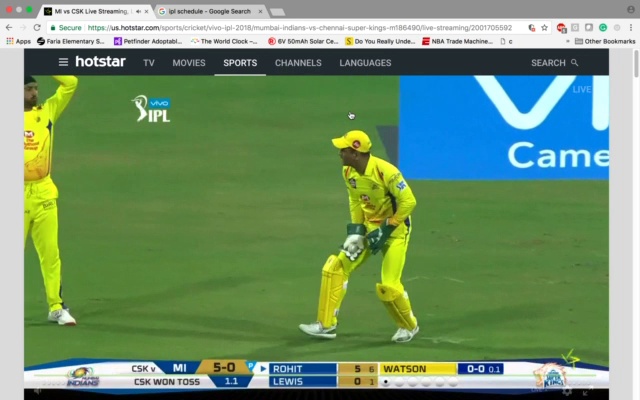 MI vs CSK Live Streaming,
ipl schedule - Google Search
Secure
https://us.hotstar.com/sports/cricket/vivo-ipl-2018/mumbai-indians-vs-chennai-super-kings-m186490/live-streaming/2001705592
Apps
Faria Elementary S...
Petfinder Adoptabl...
The World Clock – ...
6V 50mAh Solar Ce...
Do You Really Unde...
NBA Trade Machine...
c
»
Other Bookmarks
hotstar
TV
MOVIES
SPORTS
CHANNELS
LANGUAGES
SEARCH
LIVE
vivo
IPL
Came
CSK v MI 5-0 P
ROHIT 5 6
WATSON 0-0 0.1
CSK WON TOSS 1.1
LEWIS 0 1